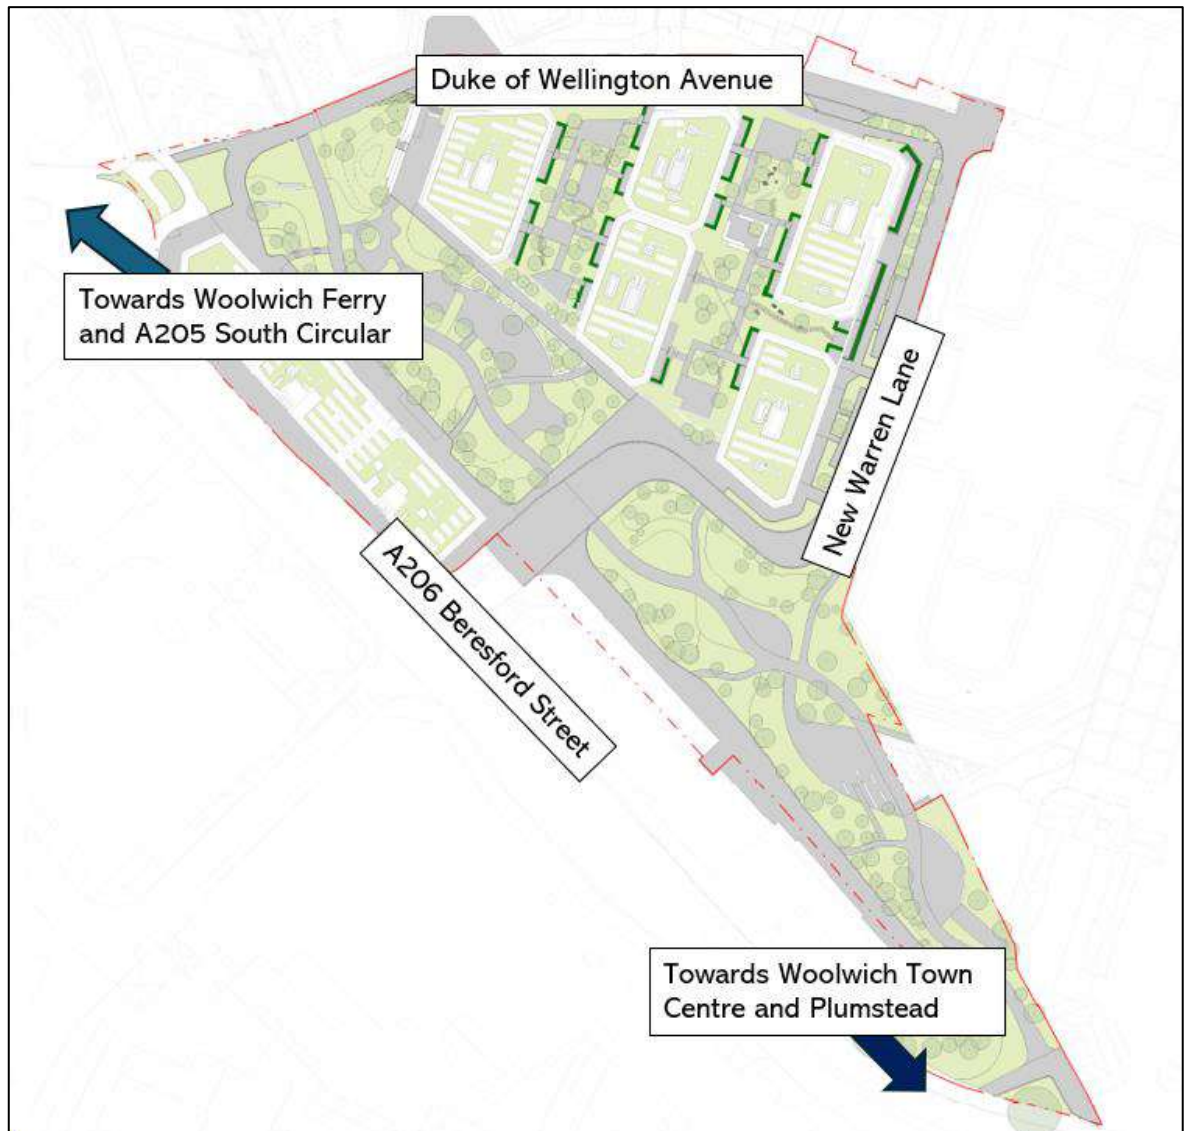 Duke of Wellington Avenue
Towards Woolwich Ferry
and A205 South Circular
New Warren Lane
A206 Beresford Street
Towards Woolwich Town
Centre and Plumstead